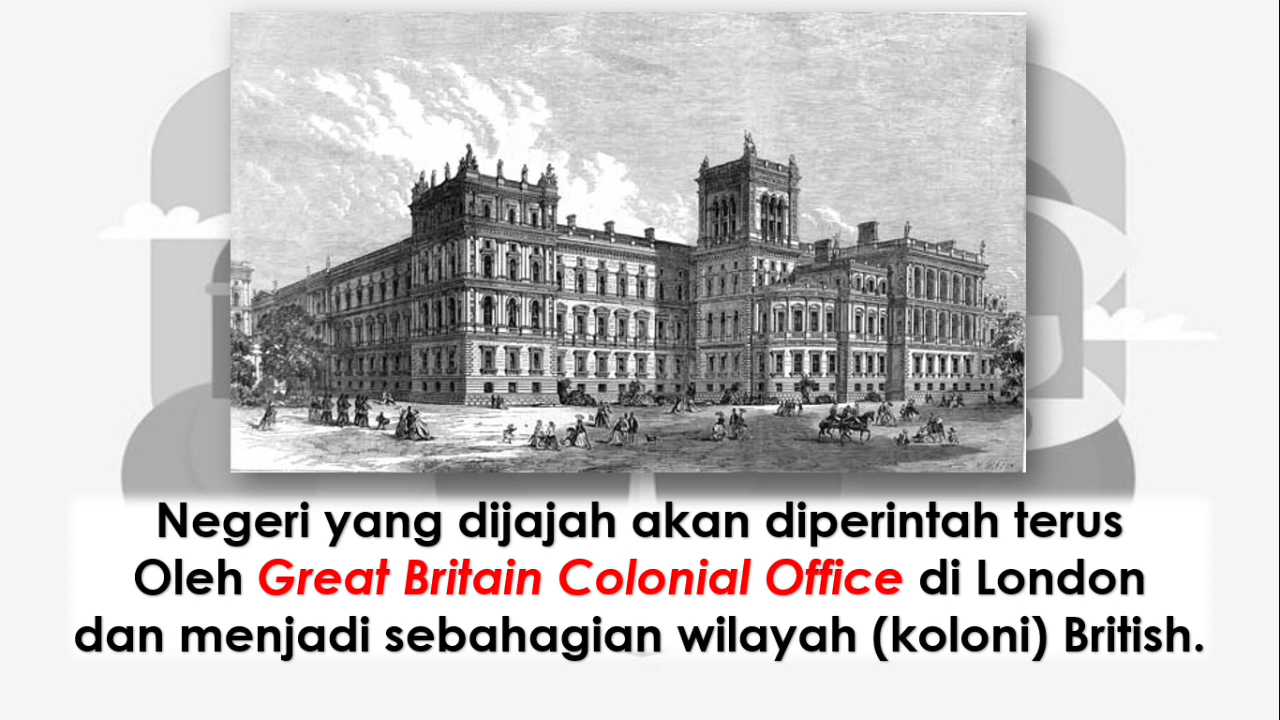 Negeri yang dijajah akan diperintah terus
Oleh Great Britain Colonial Office di London
dan menjadi sebahagian wilayah (koloni) British.